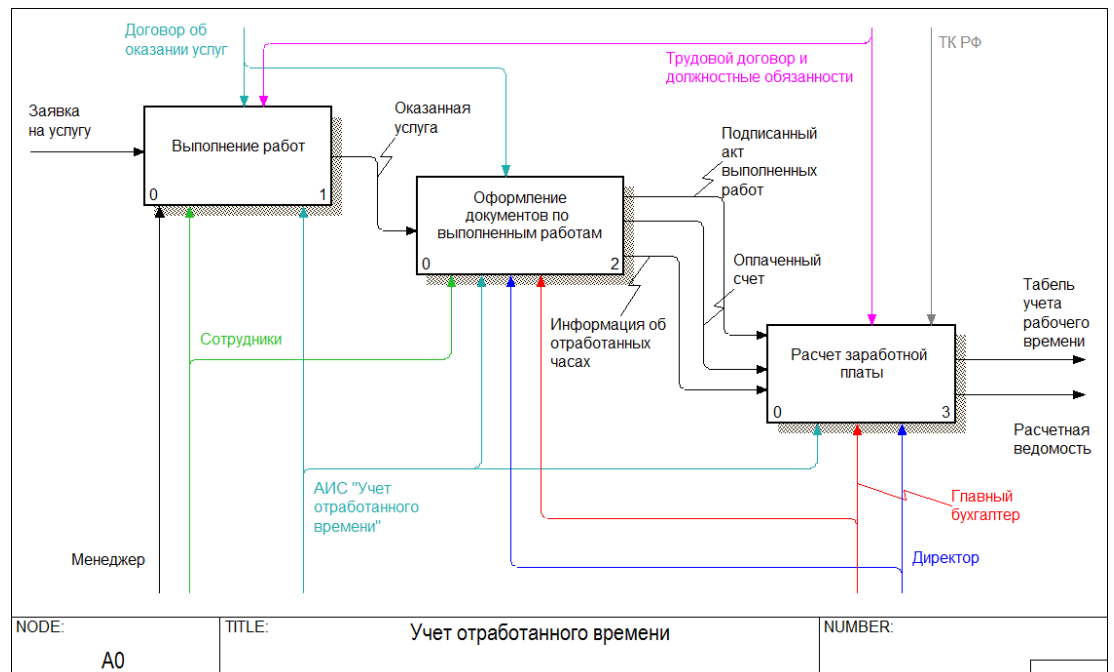 Договор об
оказании услуг
ТК РФ
Трудовой договор и
должностные обязанности
Заявка
на услугу
Оказанная
услуга
Выполнение работ
0
1
Подписанный
акт
выполненных
работ
Оформление
документов по
выполненным работам
0
2
Оплаченный
счет
Табель
учета
рабочего
времени
Информация об
отработанных
часах
Сотрудники
Расчет заработной
платы
0
3
Расчетная
ведомость
АИС "Учет
отработанного
времени"
Главный
бухгалтер
Менеджер
Директор
NODE:
TITLE:
Учет отработанного времени
NUMBER:
A0